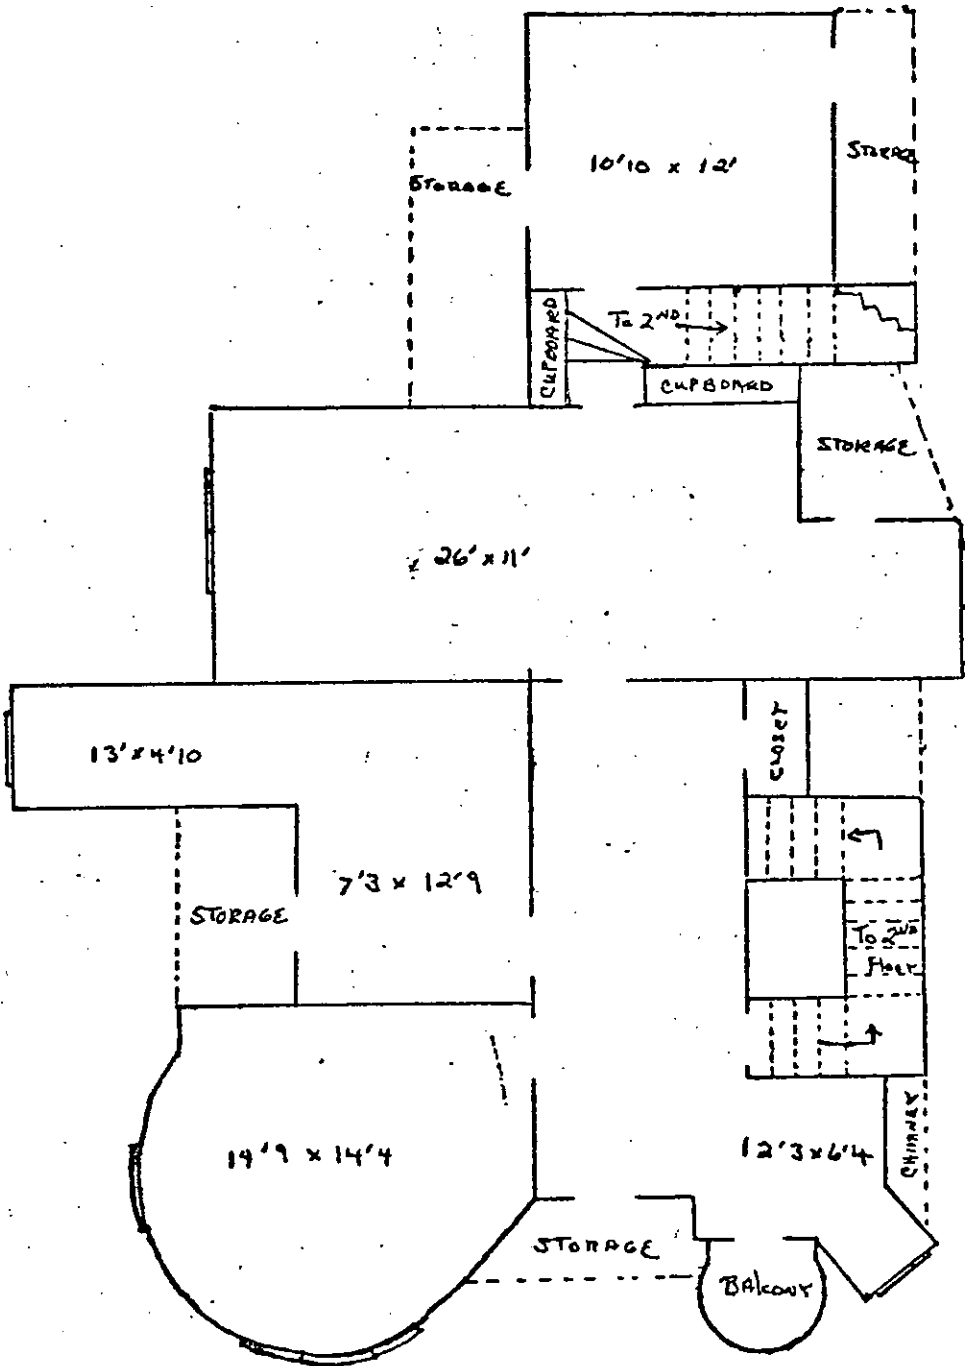 STORAGE
10'10 x 12'
STORAGE
CUPBOARD
To 2ND
CUPBOARD
STORAGE
26' x 11'
13' x 4'10
CLOSET
7'3 x 12'9
STORAGE
To 2ND
Floor
14'9 x 14'4
12'3 x 6'4
CHIMNEY
STORAGE
BALCONY